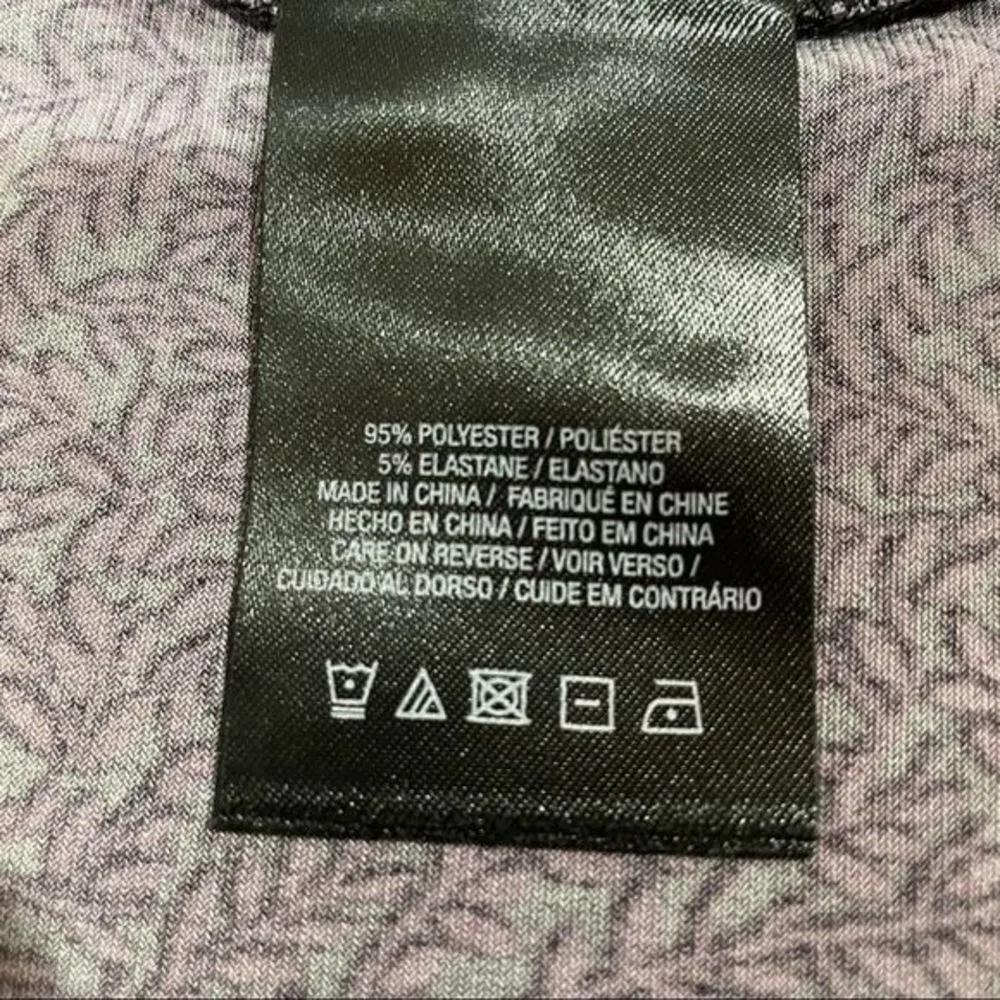 95% POLYESTER / POLIÉSTER
5% ELASTANE / ELASTANO
MADE IN CHINA / FABRIQUÉ EN CHINE
HECHO EN CHINA / FEITO EM CHINA
CARE ON REVERSE / VOIR VERSO /
CUIDADO AL DORSO / CUIDE EM CONTRÁRIO